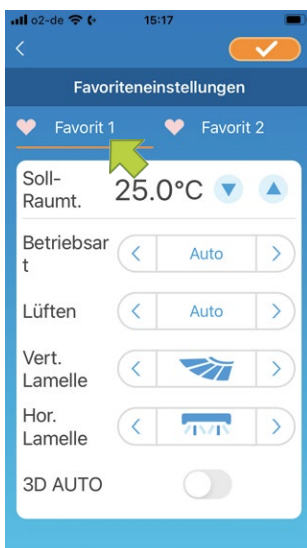 o2-de 15:17
Favoriteneinstellungen
Favorit 1 Favorit 2
Soll-
Raumt. 25.0°C
Betriebsar
t Auto
Lüften Auto
Vert.
Lamelle
Hor.
Lamelle
3D AUTO